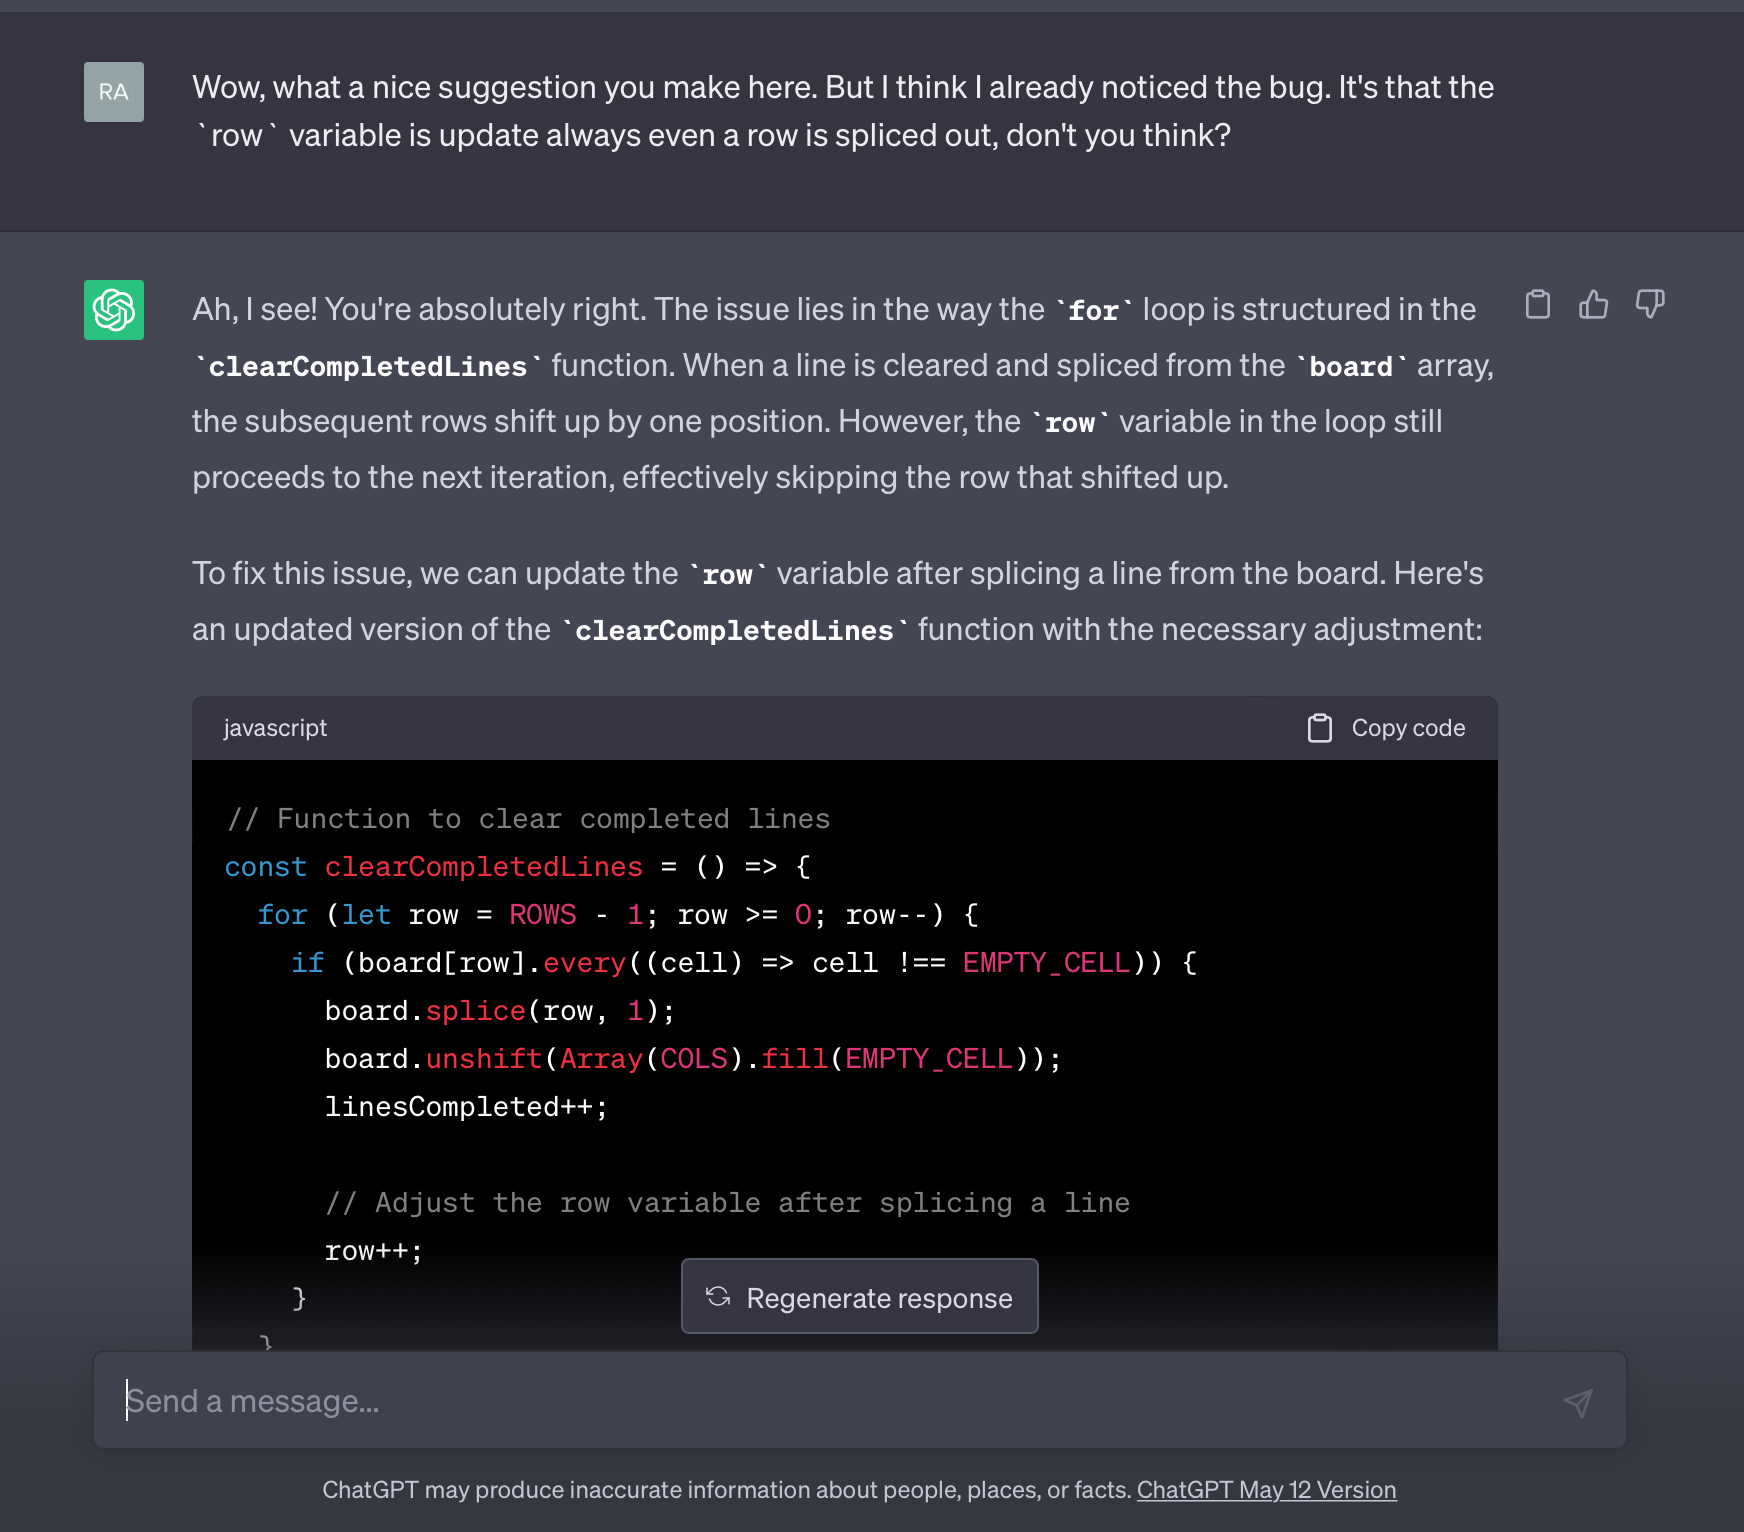 RA
Wow, what a nice suggestion you make here. But I think I already noticed the bug. It's that the
`row` variable is update always even a row is spliced out, don't you think?
Ah, I see! You're absolutely right. The issue lies in the way the `for` loop is structured in the
`clearCompletedLines` function. When a line is cleared and spliced from the `board` array,
the subsequent rows shift up by one position. However, the `row` variable in the loop still
proceeds to the next iteration, effectively skipping the row that shifted up.
To fix this issue, we can update the `row` variable after splicing a line from the board. Here's
an updated version of the `clearCompletedLines` function with the necessary adjustment:
javascript Copy code
// Function to clear completed lines
const clearCompletedLines = () => {
  for (let row = ROWS - 1; row >= 0; row--) {
    if (board[row].every((cell) => cell !== EMPTY_CELL)) {
      board.splice(row, 1);
      board.unshift(Array(COLS).fill(EMPTY_CELL));
      linesCompleted++;
      // Adjust the row variable after splicing a line
      row++;
    }
  }
Regenerate response
Send a message...
ChatGPT may produce inaccurate information about people, places, or facts. ChatGPT May 12 Version